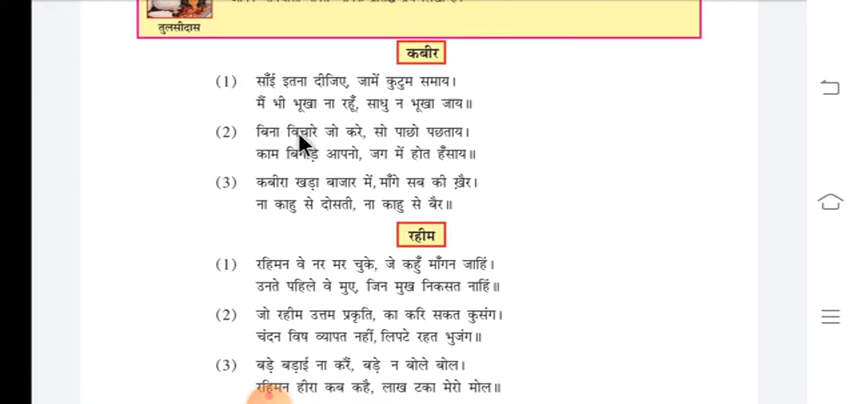 तुलसीदास
कबीर
(1) साँई इतना दीजिए, जामें कुटुम समाय।
मैं भी भूखा ना रहूँ, साधु न भूखा जाय॥
(2) बिना विचारे जो करे, सो पाछो पछताय।
काम बिगाड़े आपनो, जग में होत हँसाय॥
(3) कबीरा खड़ा बाजार में, माँगे सब की ख़ैर।
ना काहु से दोसती, ना काहु से बैर॥
रहीम
(1) रहिमन वे नर मर चुके, जे कहुँ माँगन जाहिं।
उनते पहिले वे मुए, जिन मुख निकसत नाहिं॥
(2) जो रहीम उत्तम प्रकृति, का करि सकत कुसंग।
चंदन विष व्यापत नहीं, लिपटे रहत भुजंग॥
(3) बड़े बड़ाई ना करैं, बड़े न बोले बोल।
रहिमन हीरा कब कहै, लाख टका मेरो मोल॥